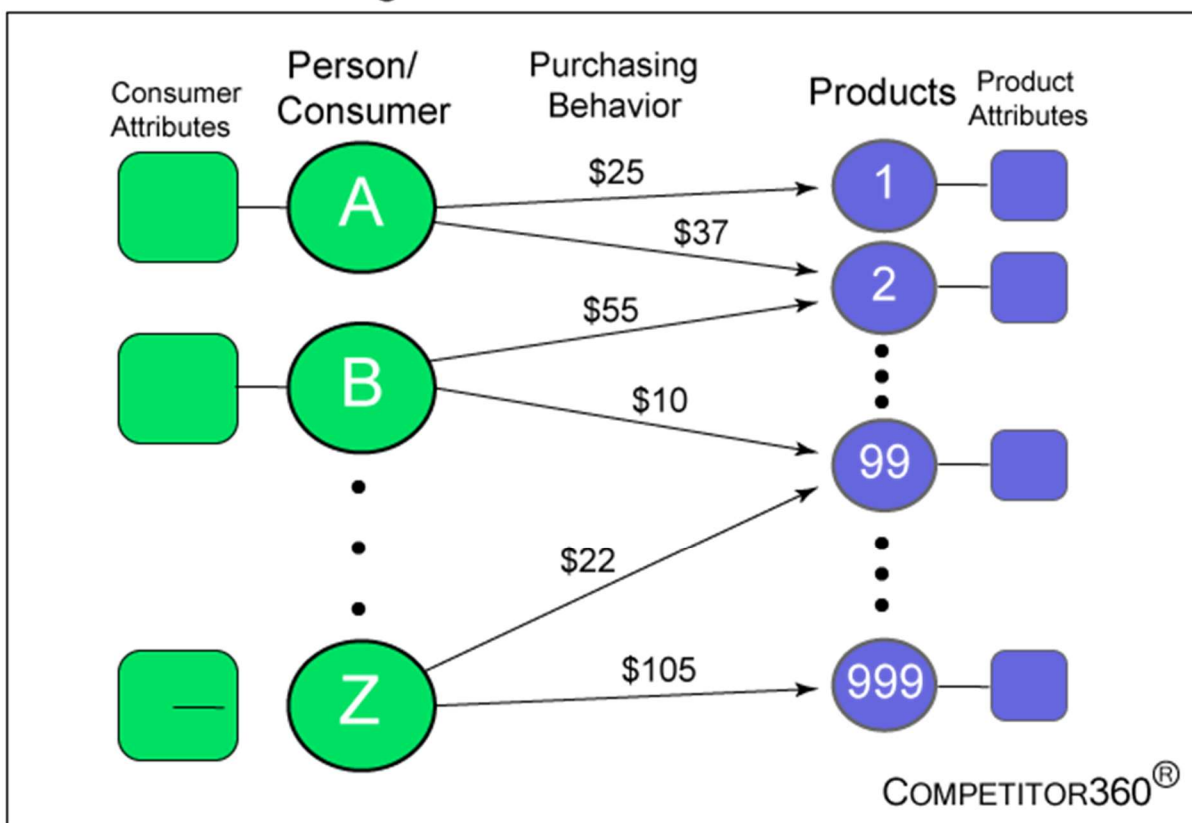 Consumer
Attributes
Person/
Consumer
Purchasing
Behavior
Products
Product
Attributes
A
$25
1
$37
2
B
$55
$10
99
$22
Z
$105
999
COMPETITOR360®